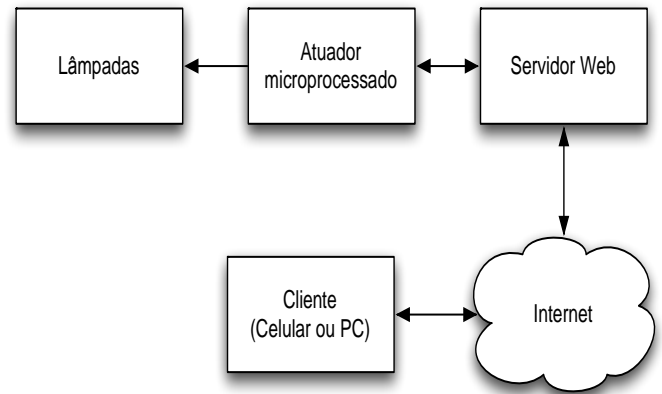 Lâmpadas
Atuador
microprocessado
Servidor Web
Cliente
(Celular ou PC)
Internet